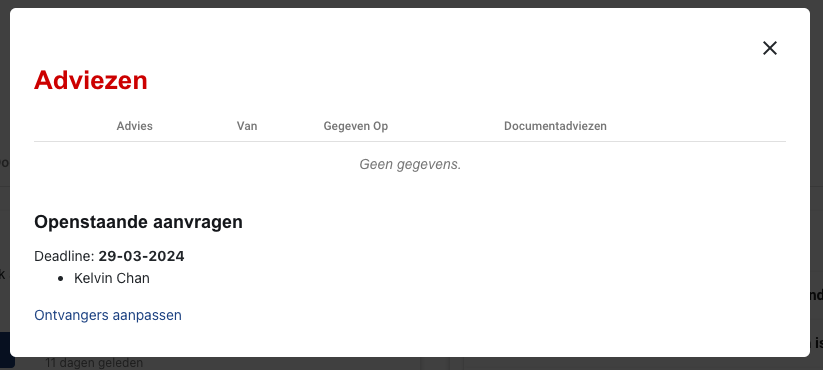 Adviezen
Advies Van Gegeven Op Documentadviezen
Geen gegevens.
Openstaande aanvragen
Deadline: 29-03-2024
• Kelvin Chan
Ontvangers aanpassen
11 dagen geleden